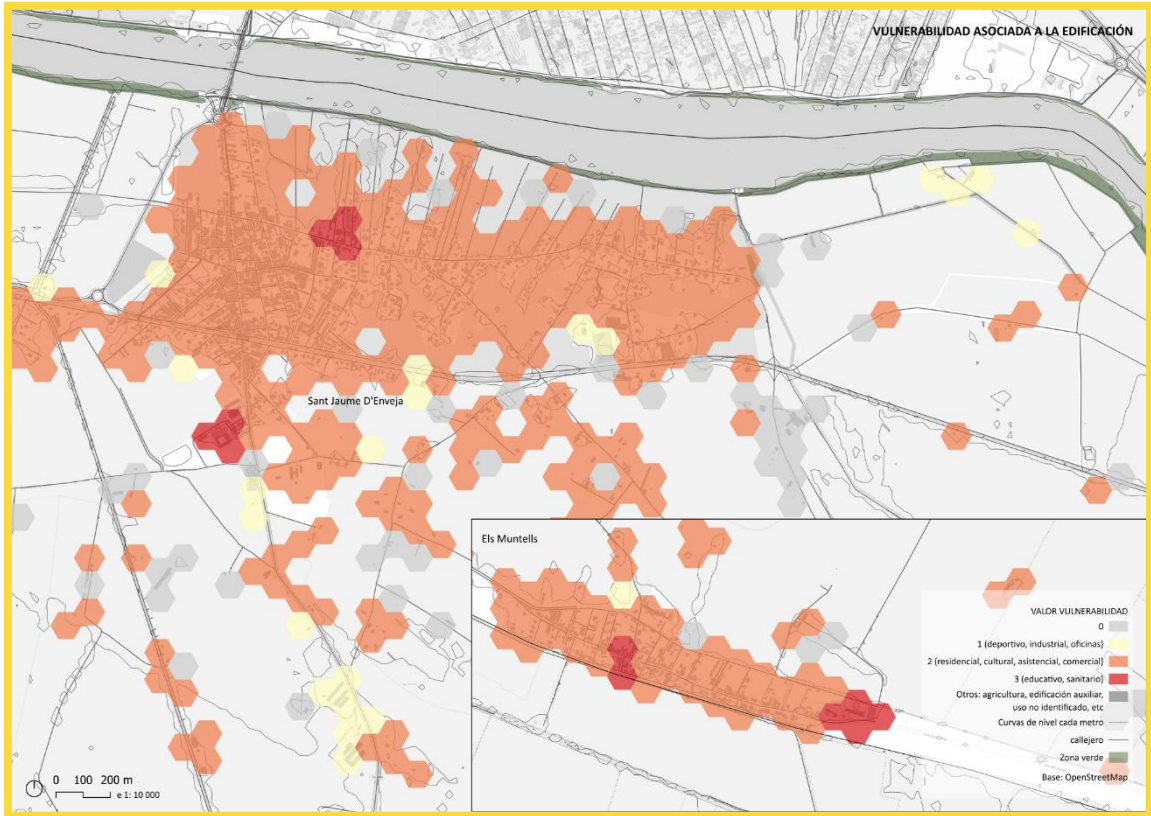 VULNERABILIDAD ASOCIADA A LA EDIFICACIÓN
Sant Jaume D'Enveja
Els Muntells
VALOR VULNERABILIDAD
0
1 (deportivo, industrial, oficinas)
2 (residencial, cultural, asistencial, comercial)
3 (educativo, sanitario)
Otros: agricultura, edificación auxiliar,
uso no identificado, etc
Curvas de nivel cada metro
callejero
Zona verde
Base: OpenStreetMap
0 100 200 m
e 1: 10 000